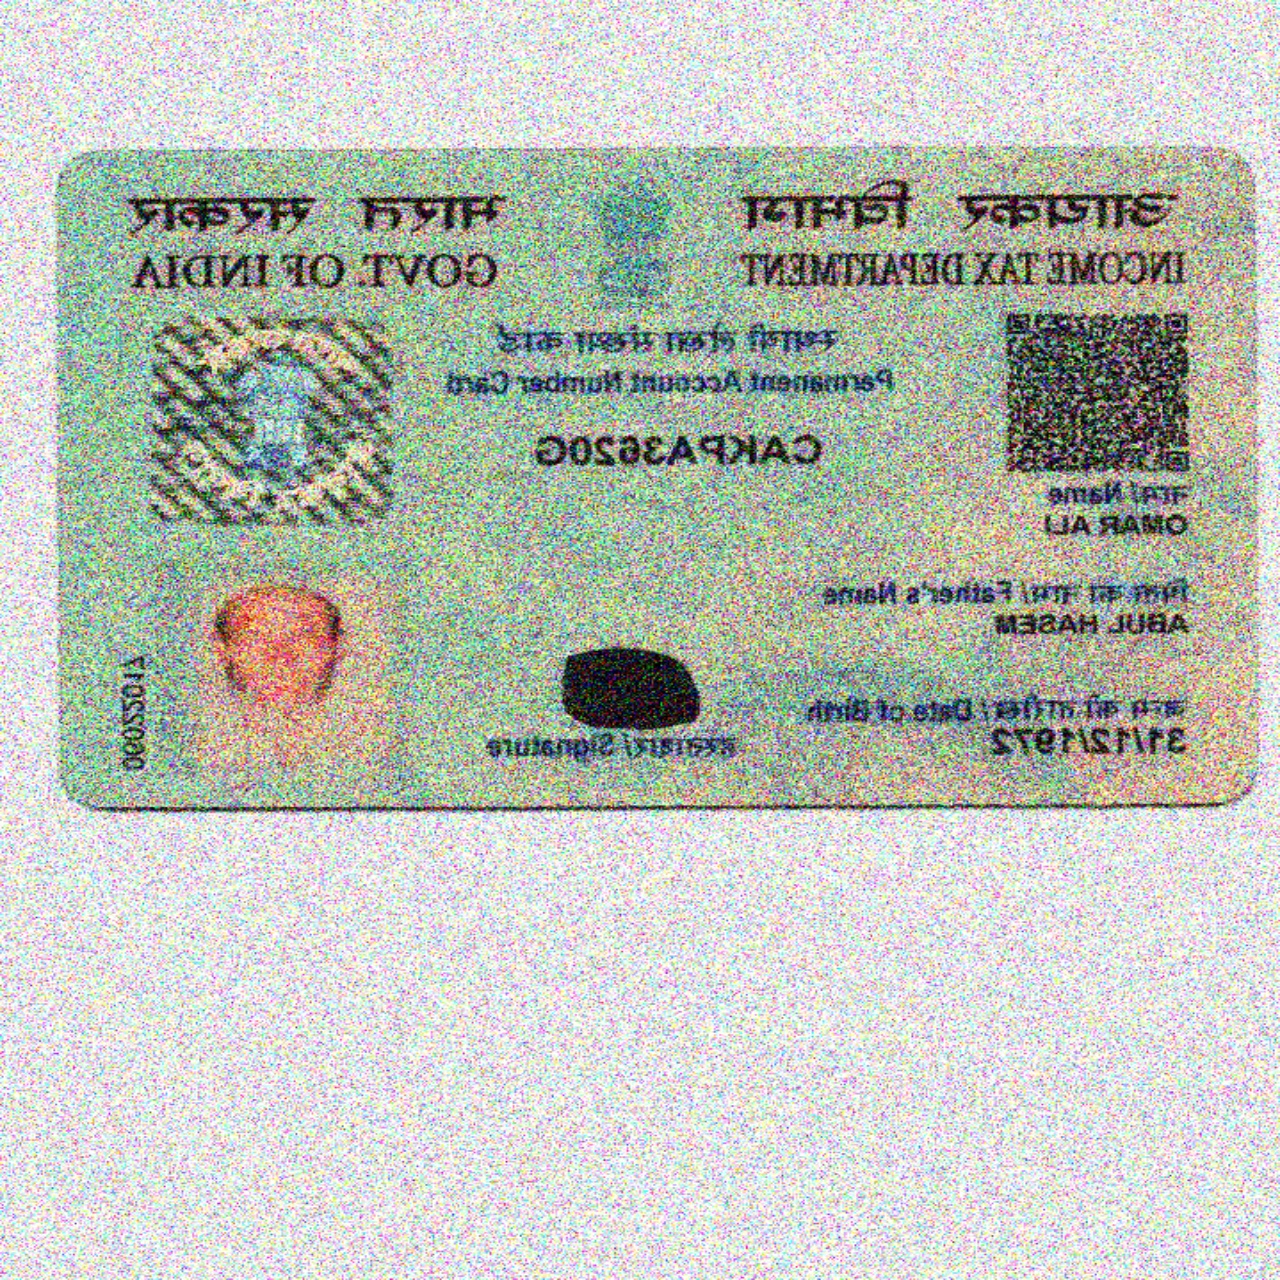 आयकर विभाग
INCOME TAX DEPARTMENT
भारत सरकार
GOVT. OF INDIA
स्थायी लेखा संख्या कार्ड
Permanent Account Number Card
CAKPA3620G
नाम / Name
OMAR ALI
पिता का नाम / Father's Name
ABUL HASEM
जन्म की तारीख / Date of Birth
31/12/1972
हस्ताक्षर / Signature
06022017